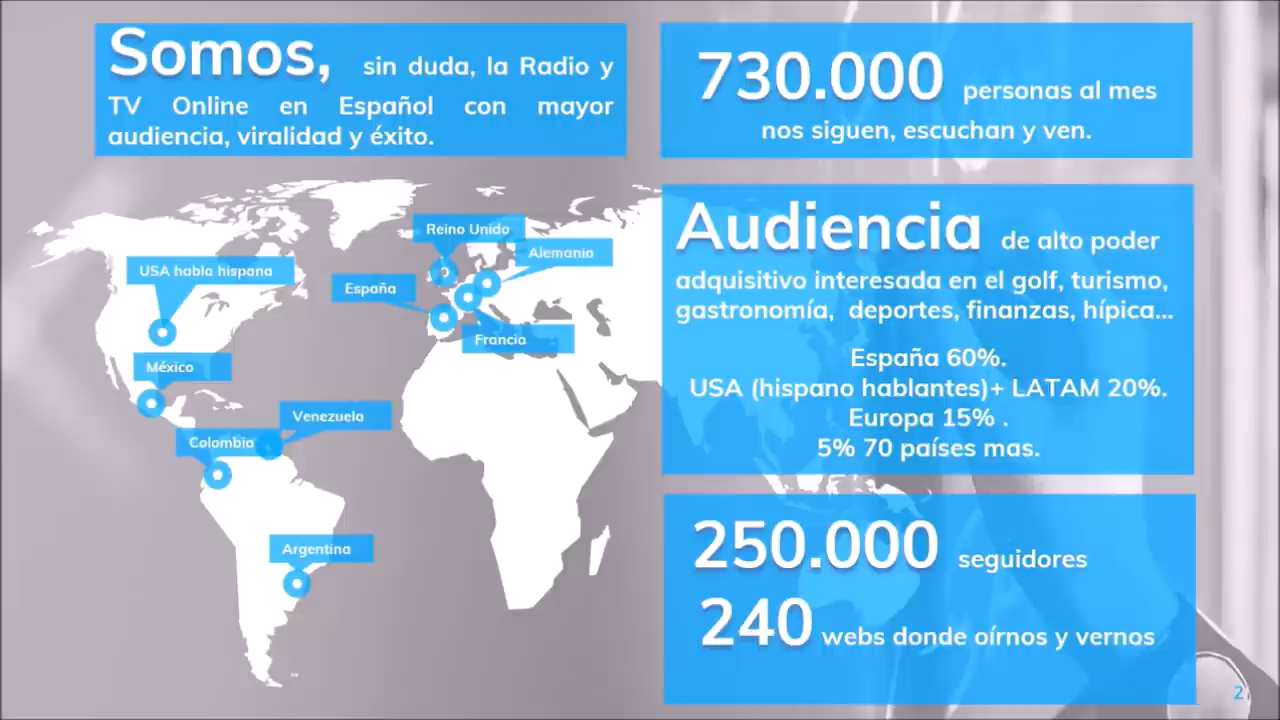 Somos, sin duda, la Radio y
TV Online en Español con mayor
audiencia, viralidad y éxito.
730.000 personas al mes
nos siguen, escuchan y ven.
Audiencia de alto poder
adquisitivo interesada en el golf, turismo,
gastronomía, deportes, finanzas, hípica...
España 60%.
USA (hispano hablantes)+ LATAM 20%.
Europa 15% .
5% 70 países mas.
250.000 seguidores
240 webs donde oírnos y vernos
Reino Unido
Alemania
USA habla hispana
España
Francia
México
Venezuela
Colombia
Argentina
2